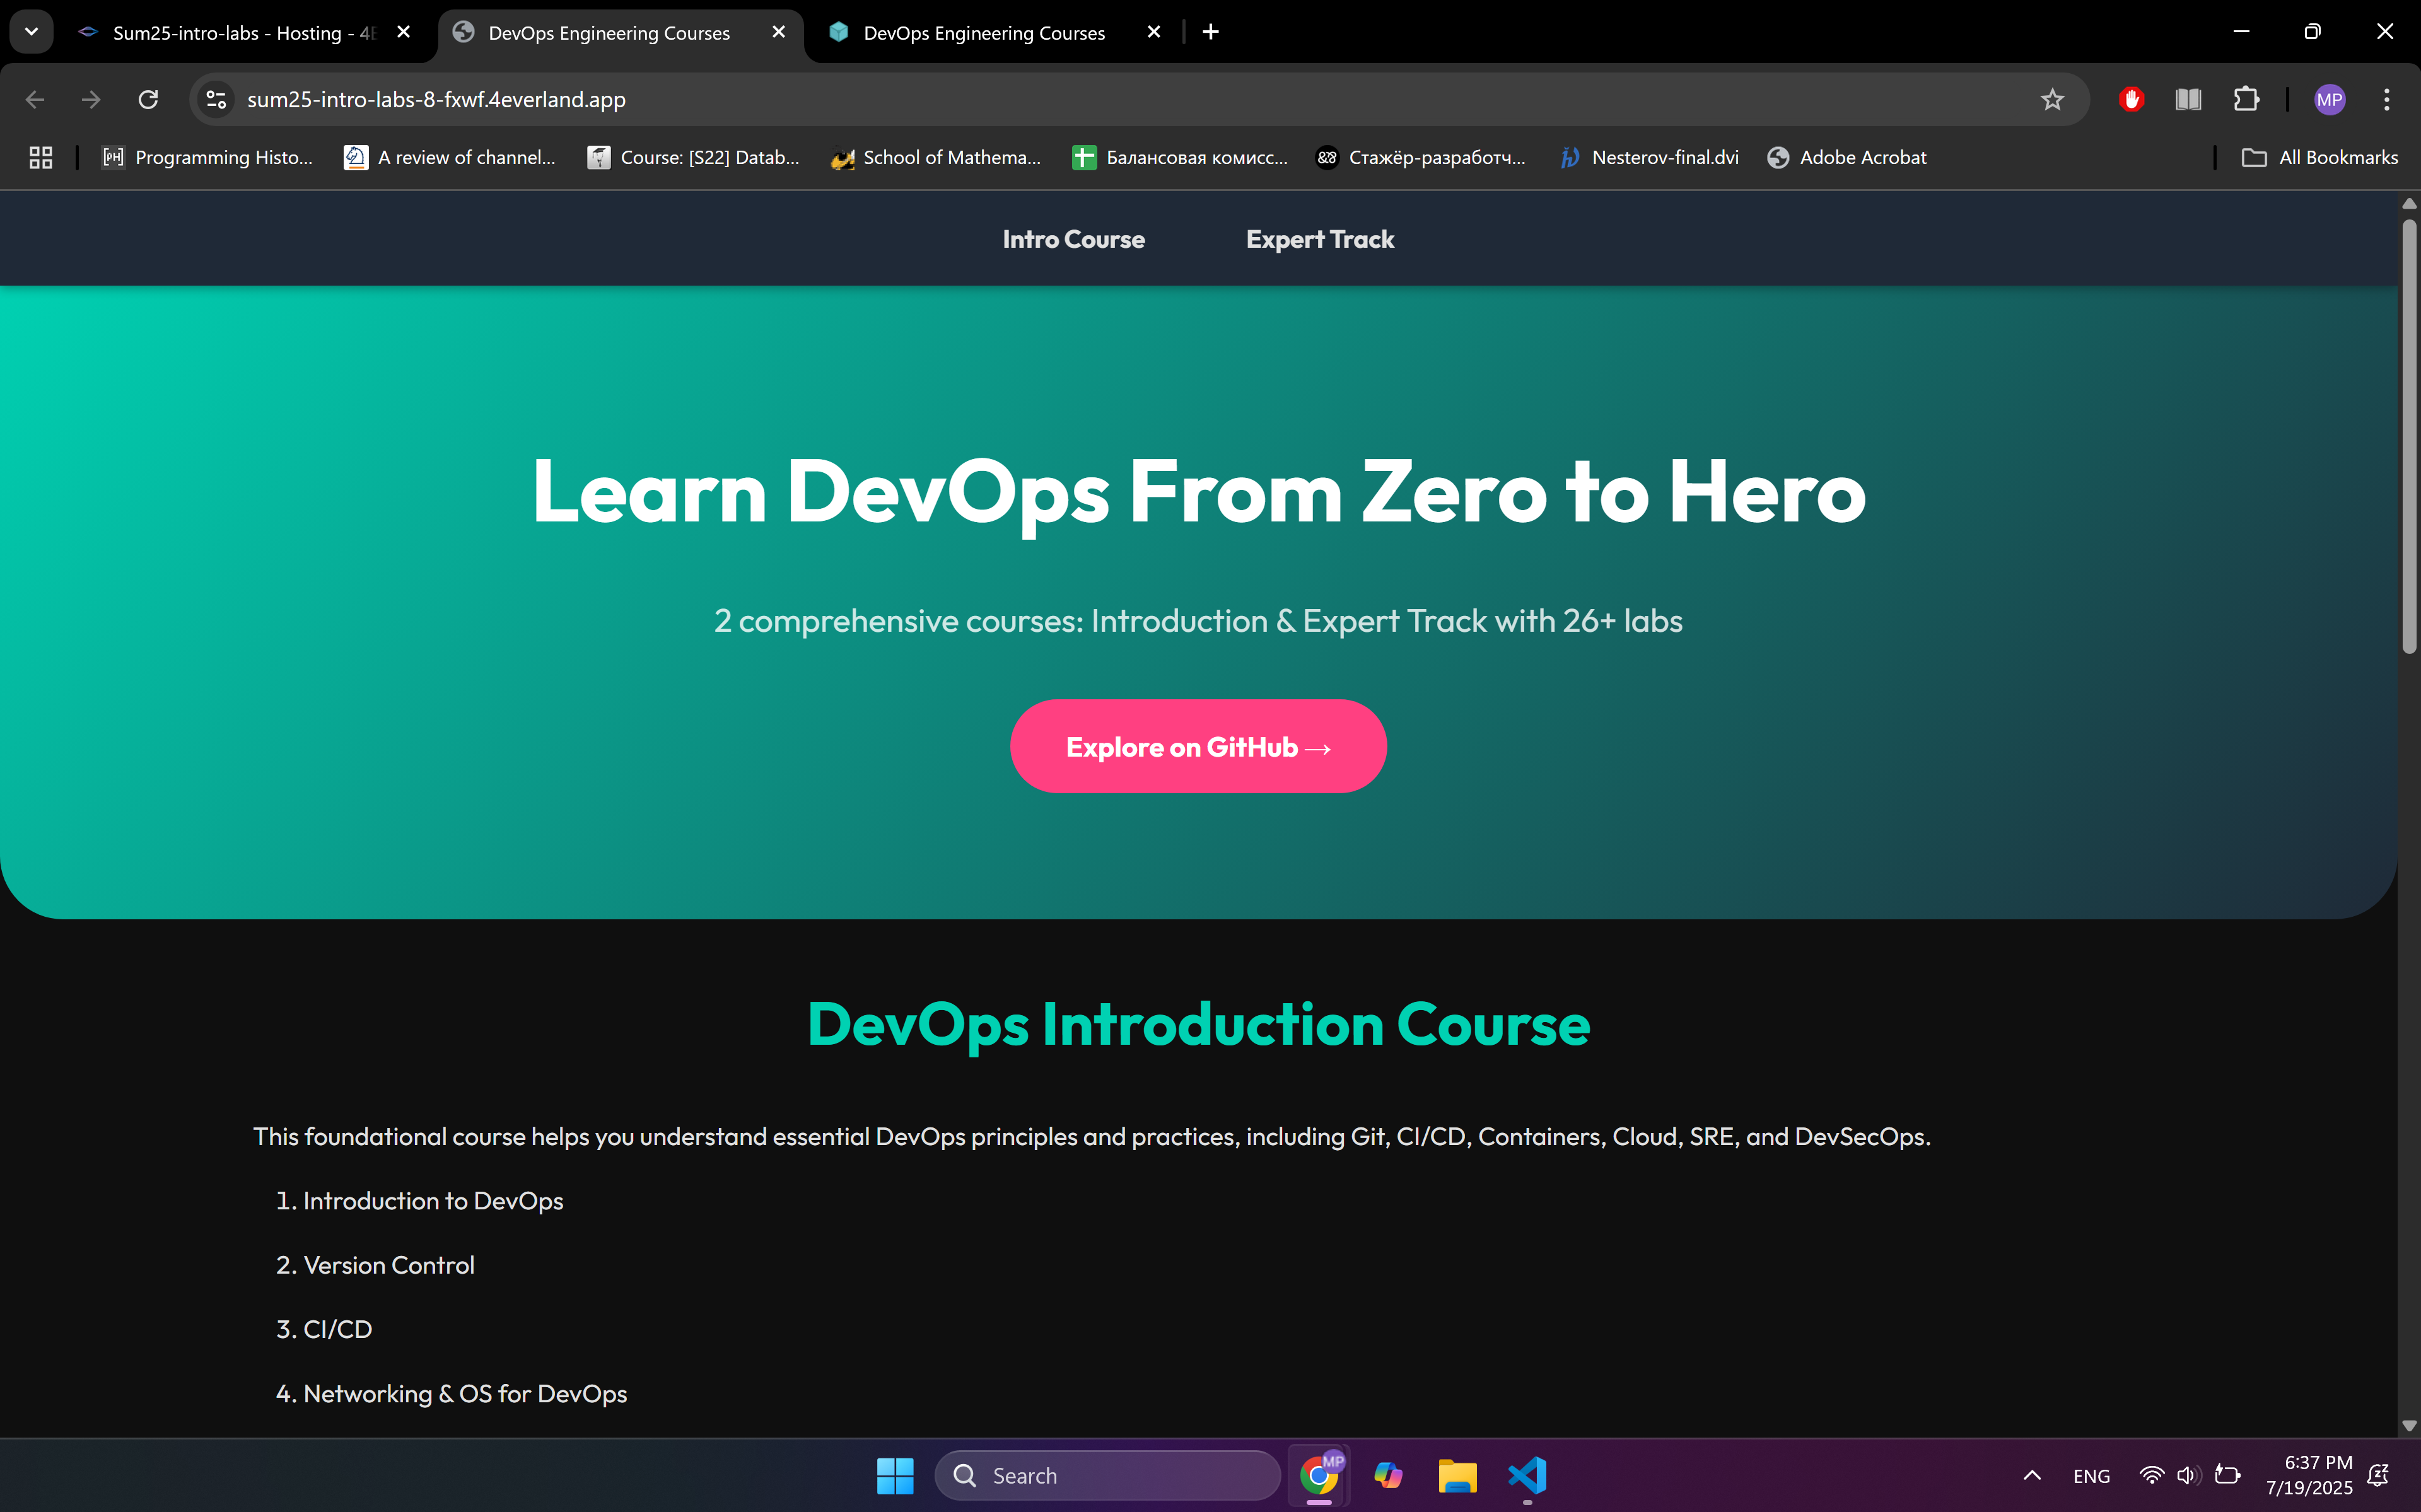 Sum25-intro-labs - Hosting - 4E
DevOps Engineering Courses
DevOps Engineering Courses
sum25-intro-labs-8-fxwf.4everland.app
MP
Programming Histo...
A review of channel...
Course: [S22] Datab...
School of Mathema...
Балансовая комисс...
Стажёр-разработч...
Nesterov-final.dvi
Adobe Acrobat
All Bookmarks
Intro Course
Expert Track
Learn DevOps From Zero to Hero
2 comprehensive courses: Introduction & Expert Track with 26+ labs
Explore on GitHub →
DevOps Introduction Course
This foundational course helps you understand essential DevOps principles and practices, including Git, CI/CD, Containers, Cloud, SRE, and DevSecOps.
1. Introduction to DevOps
2. Version Control
3. CI/CD
4. Networking & OS for DevOps
Search
MP
ENG
6:37 PM
7/19/2025